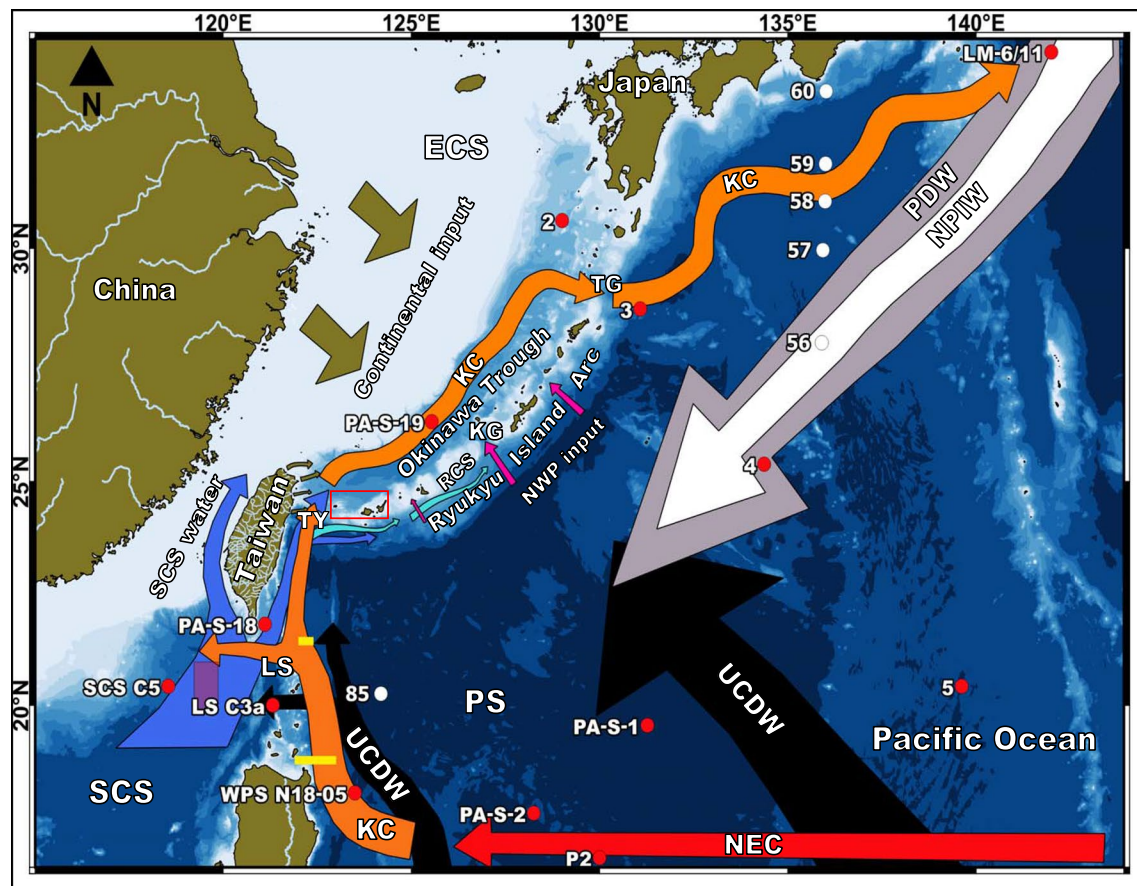 120°E 125°E 130°E 135°E 140°E
LM-6/11
N
Japan
60
ECS
59
KC
58
PDW
NPIW
2
57
30°N
China
Continental input
TG
3
56
KC
Okinawa Trough
PA-S-19
KG
Ryukyu Island Arc
NWP input
RCS
4
25°N
SCS water
Taiwan
TY
PA-S-18
LS
SCS C5
LS C3a
85
PS
5
20°N
PA-S-1
UCDW
UCDW
Pacific Ocean
SCS
WPS N18-05
PA-S-2
KC
NEC
P2